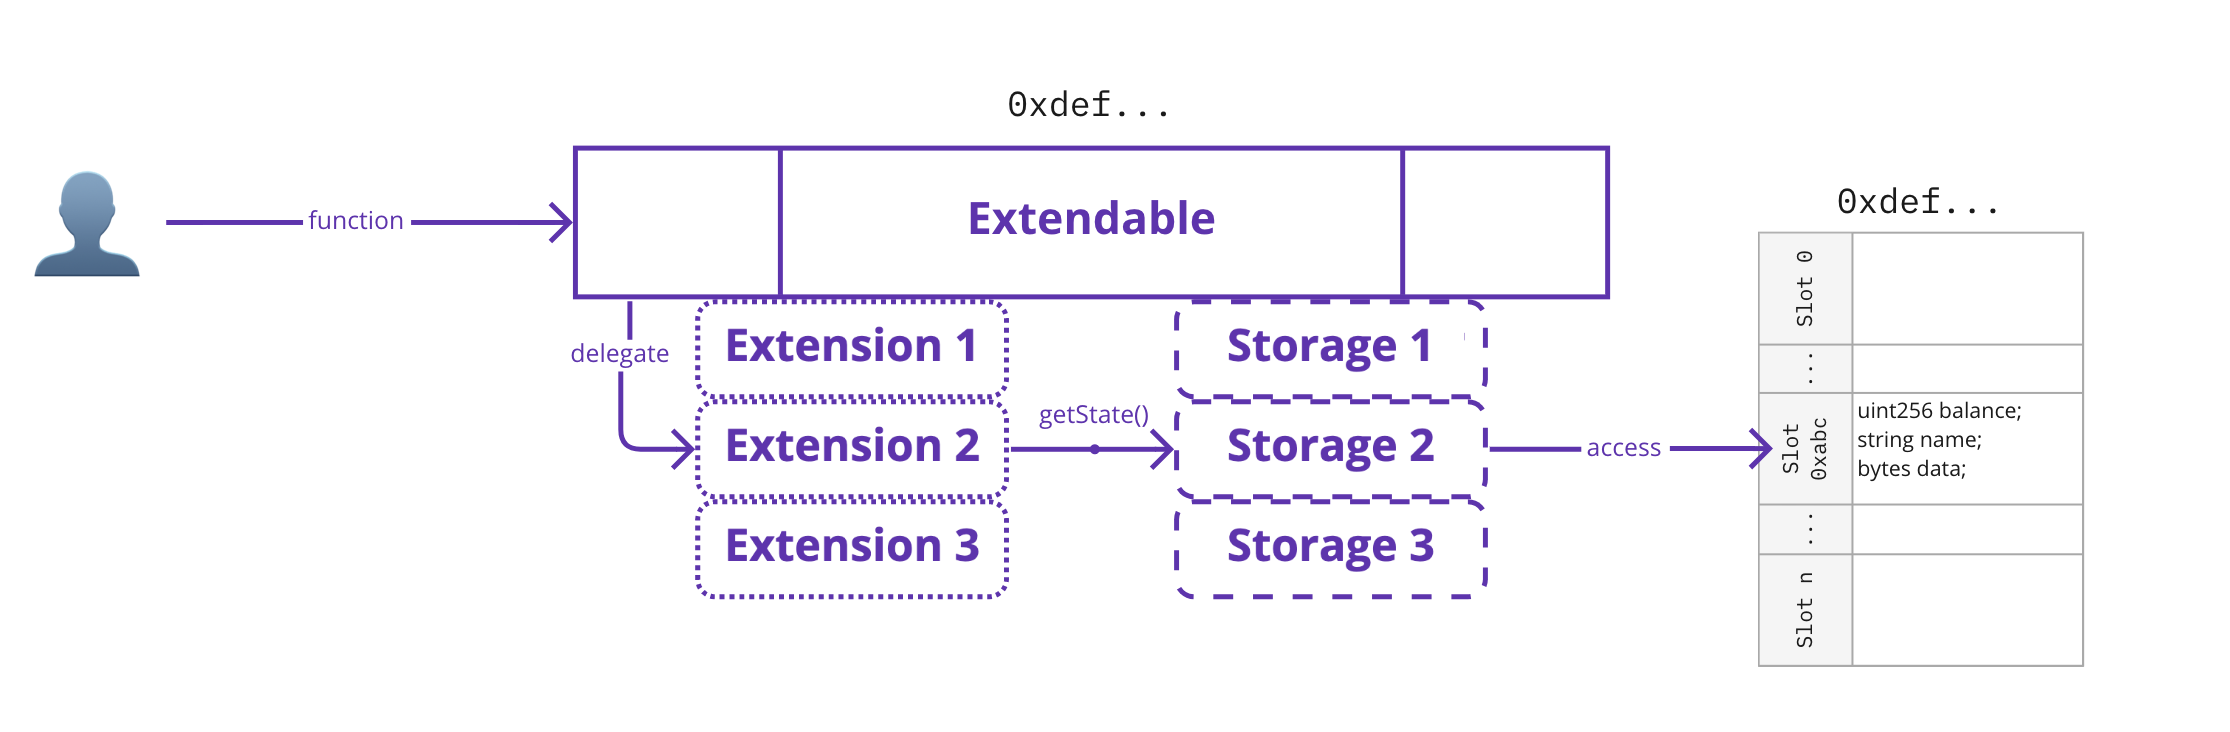 0xdef...
function
Extendable
delegate
Extension 1
Extension 2
Extension 3
getState()
Storage 1
Storage 2
Storage 3
access
0xdef...
Slot 0
...
Slot
0xabc
uint256 balance;
string name;
bytes data;
...
Slot n